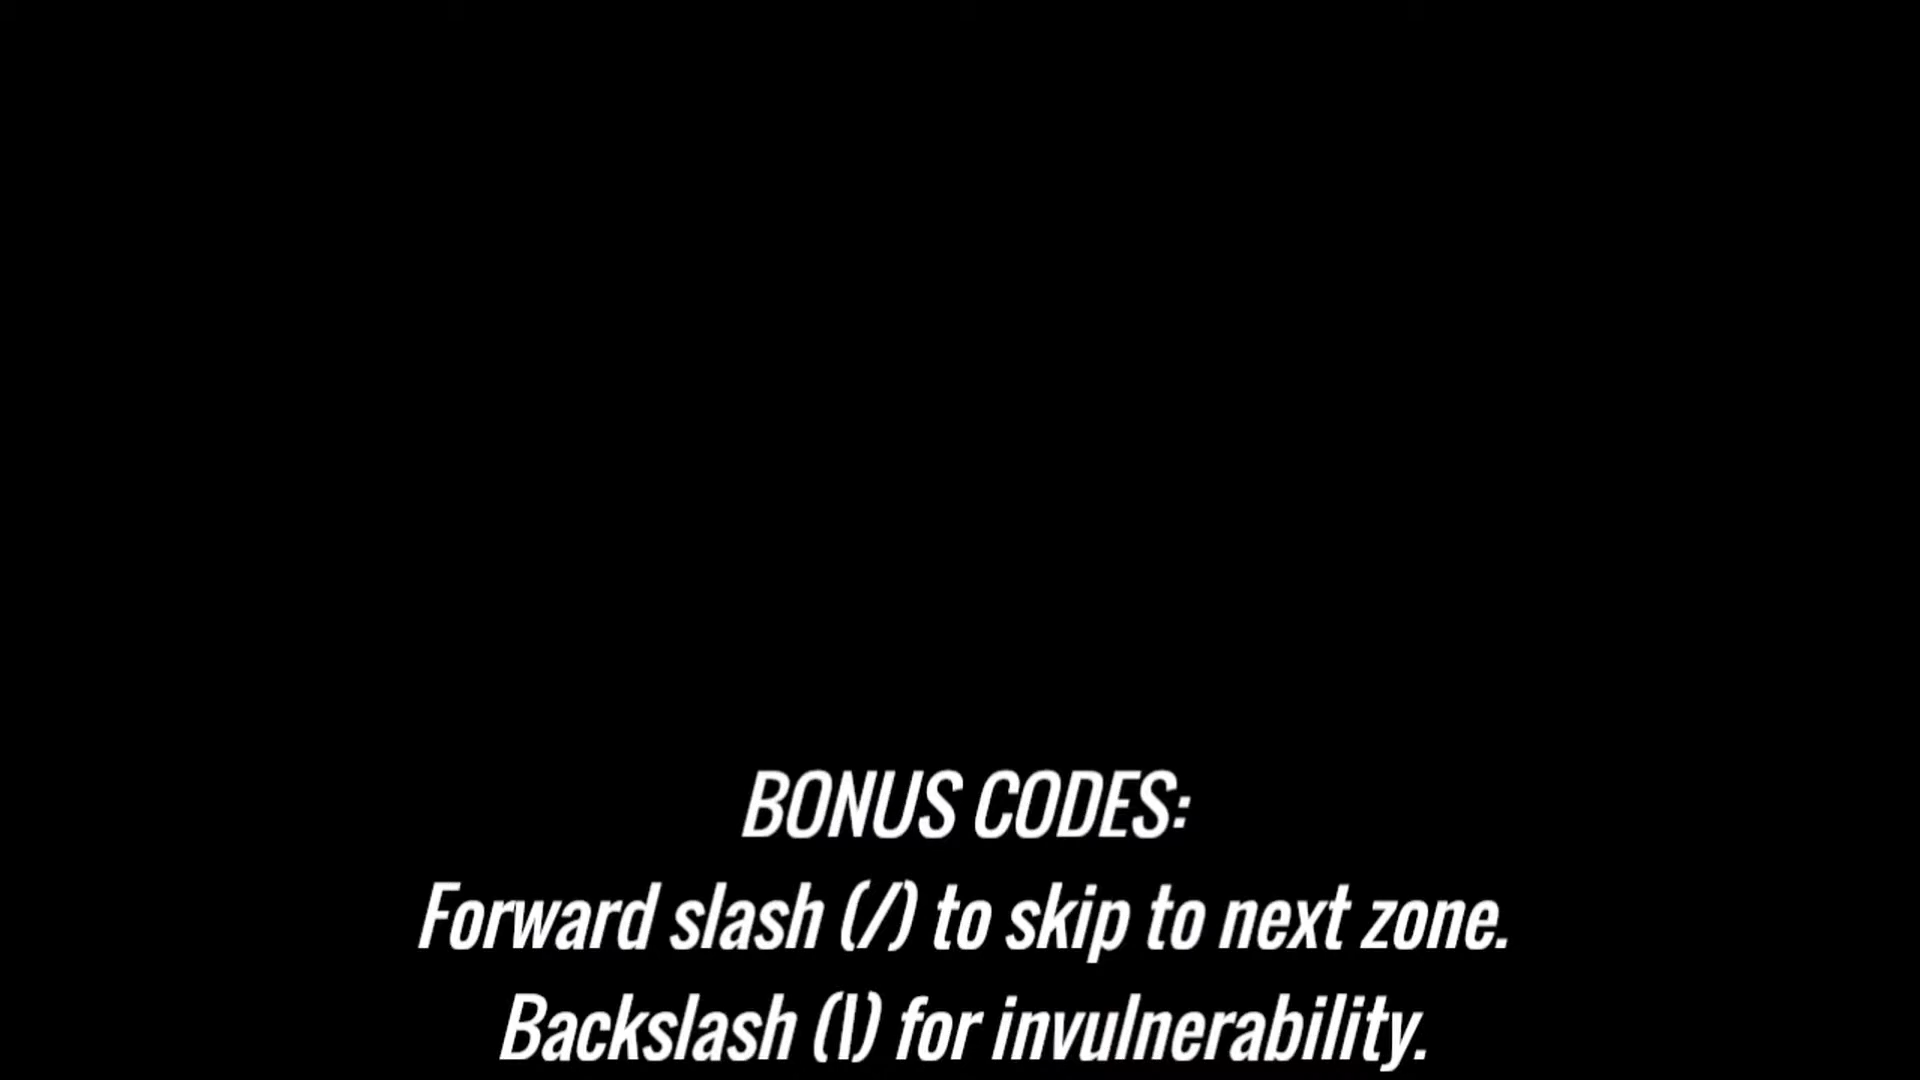 BONUS CODES:
Forward slash (/) to skip to next zone.
Backslash (\) for invulnerability.